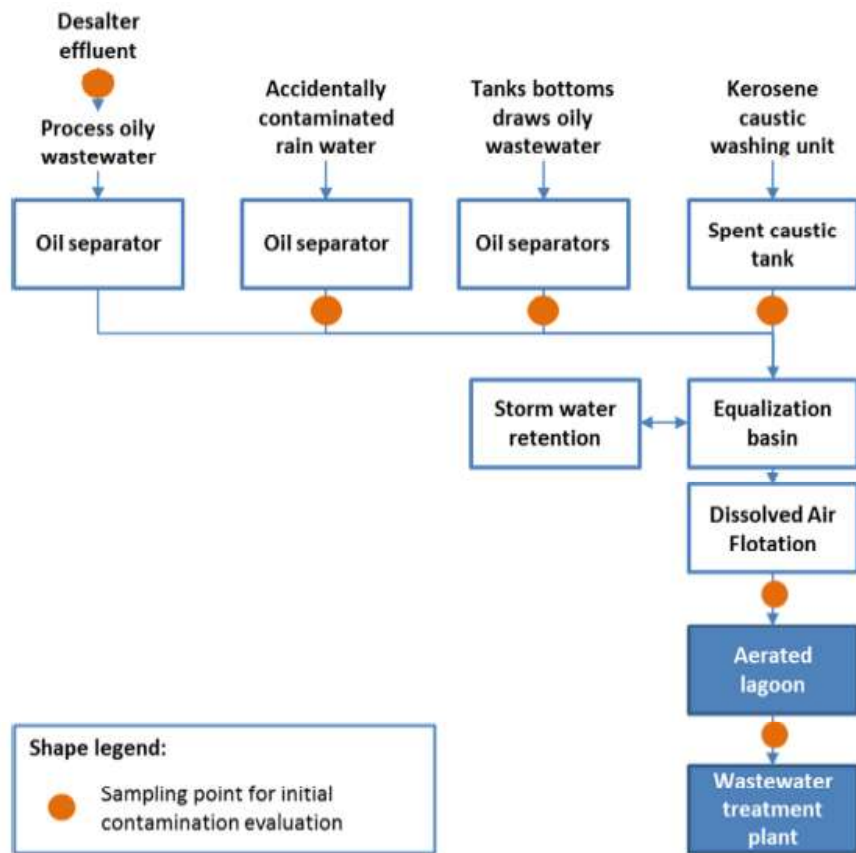 Desalter
effluent
Process oily
wastewater
Accidentally
contaminated
rain water
Tanks bottoms
draws oily
wastewater
Kerosene
caustic
washing unit
Oil separator
Oil separator
Oil separators
Spent caustic
tank
Storm water
retention
Equalization
basin
Dissolved Air
Flotation
Aerated
lagoon
Wastewater
treatment
plant
Shape legend:
Sampling point for initial
contamination evaluation